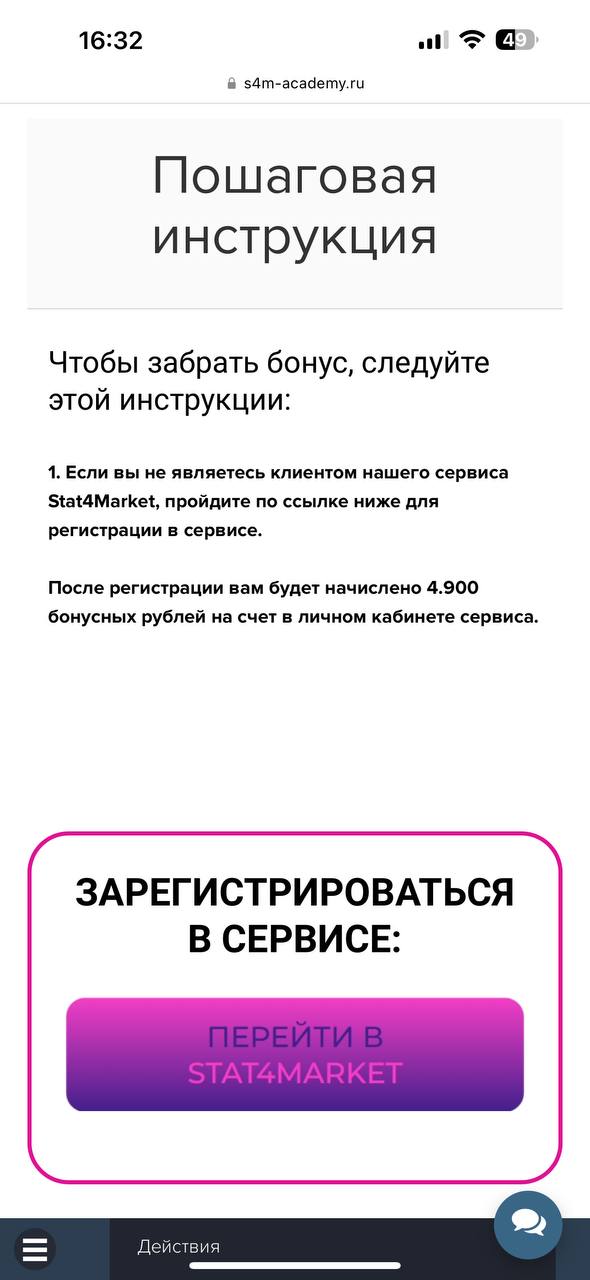 16:32
49
s4m-academy.ru
Пошаговая
инструкция
Чтобы забрать бонус, следуйте
этой инструкции:
1. Если вы не являетесь клиентом нашего сервиса
Stat4Market, пройдите по ссылке ниже для
регистрации в сервисе.
После регистрации вам будет начислено 4.900
бонусных рублей на счет в личном кабинете сервиса.
ЗАРЕГИСТРИРОВАТЬСЯ
В СЕРВИСЕ:
ПЕРЕЙТИ В
STAT4MARKET
Действия